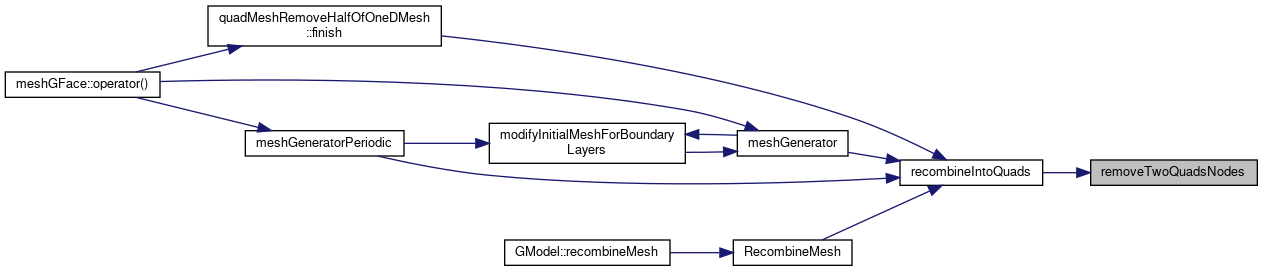 quadMeshRemoveHalfOfOneDMesh
::finish
meshGFace::operator()
meshGeneratorPeriodic
modifyInitialMeshForBoundary
Layers
meshGenerator
recombineIntoQuads
removeTwoQuadsNodes
GModel::recombineMesh
RecombineMesh